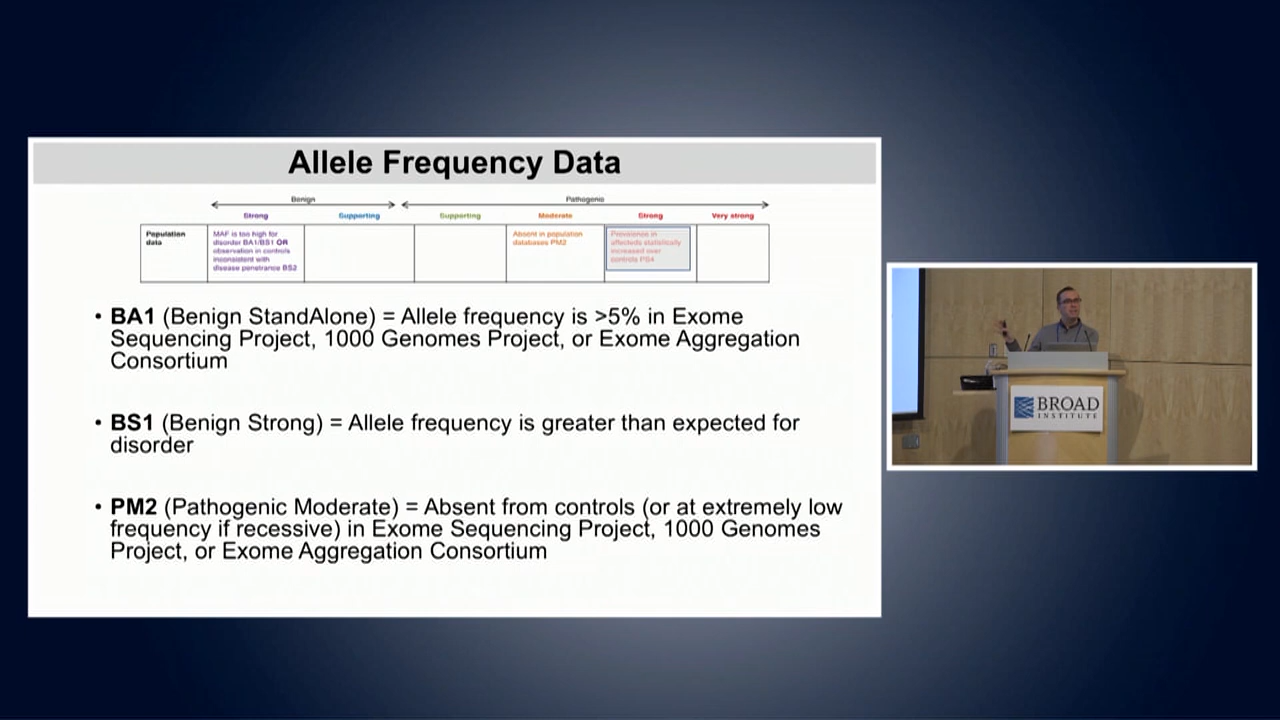 Allele Frequency Data
Benign
Pathogenic
Strong
Supporting
Supporting
Moderate
Strong
Very strong
Population
data
MAF is too high for
disorder BA1/BS1 OR
observation in controls
inconsistent with
disease penetrance BS2
Absent in population
databases PM2
Prevalence in
affecteds statistically
increased over
controls PS4
• BA1 (Benign StandAlone) = Allele frequency is >5% in Exome
Sequencing Project, 1000 Genomes Project, or Exome Aggregation
Consortium
• BS1 (Benign Strong) = Allele frequency is greater than expected for
disorder
• PM2 (Pathogenic Moderate) = Absent from controls (or at extremely low
frequency if recessive) in Exome Sequencing Project, 1000 Genomes
Project, or Exome Aggregation Consortium
BROAD
INSTITUTE